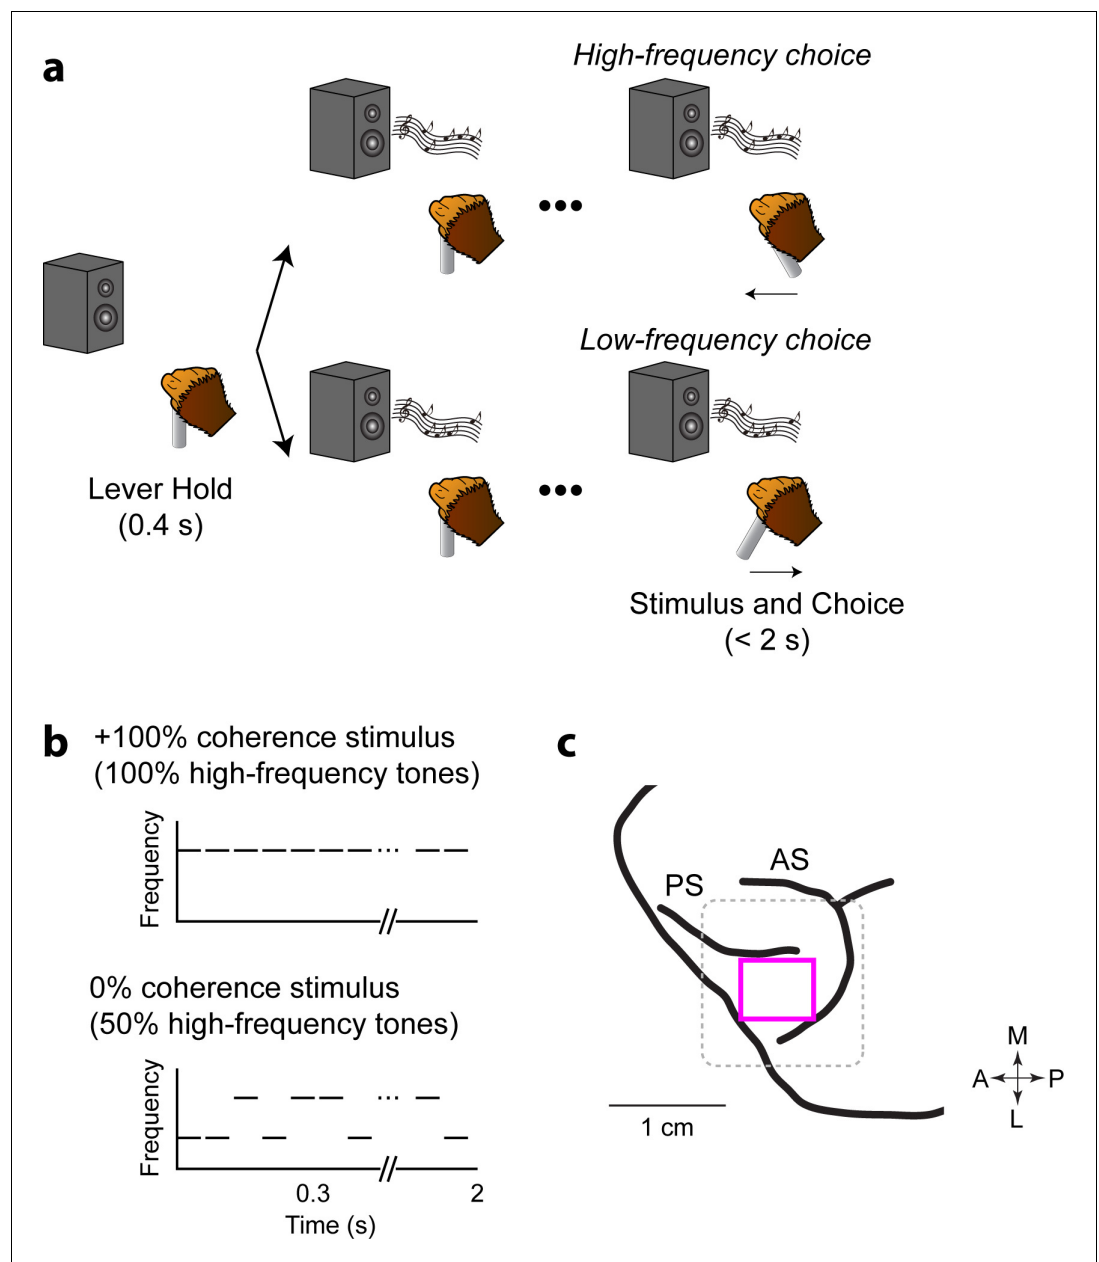 a
High-frequency choice
Low-frequency choice
Lever Hold
(0.4 s)
Stimulus and Choice
(< 2 s)
b
+100% coherence stimulus
(100% high-frequency tones)
Frequency
...
0% coherence stimulus
(50% high-frequency tones)
Frequency
...
0.3
2
Time (s)
c
AS
PS
1 cm
M
A
P
L